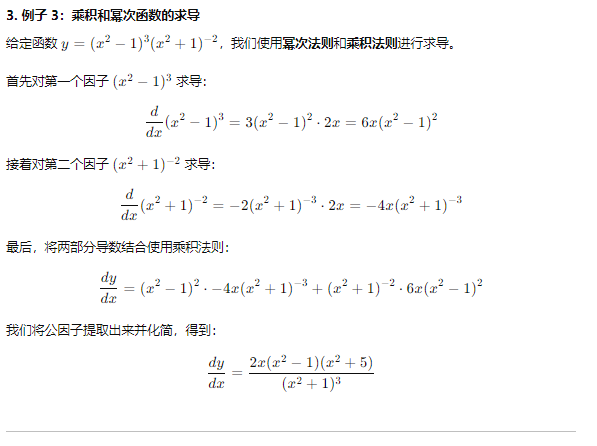 3. 例子 3：乘积和幂次函数的求导
给定函数 y = (x² − 1)³(x² + 1)⁻²，我们使用幂次法则和乘积法则进行求导。
首先对第一个因子 (x² − 1)³ 求导：
d/dx (x² − 1)³ = 3(x² − 1)² · 2x = 6x(x² − 1)²
接着对第二个因子 (x² + 1)⁻² 求导：
d/dx (x² + 1)⁻² = −2(x² + 1)⁻³ · 2x = −4x(x² + 1)⁻³
最后，将两部分导数结合使用乘积法则：
dy/dx = (x² − 1)² · −4x(x² + 1)⁻³ + (x² + 1)⁻² · 6x(x² − 1)²
我们将公因子提取出来并化简，得到：
dy/dx = 2x(x² − 1)(x² + 5)/(x² + 1)³